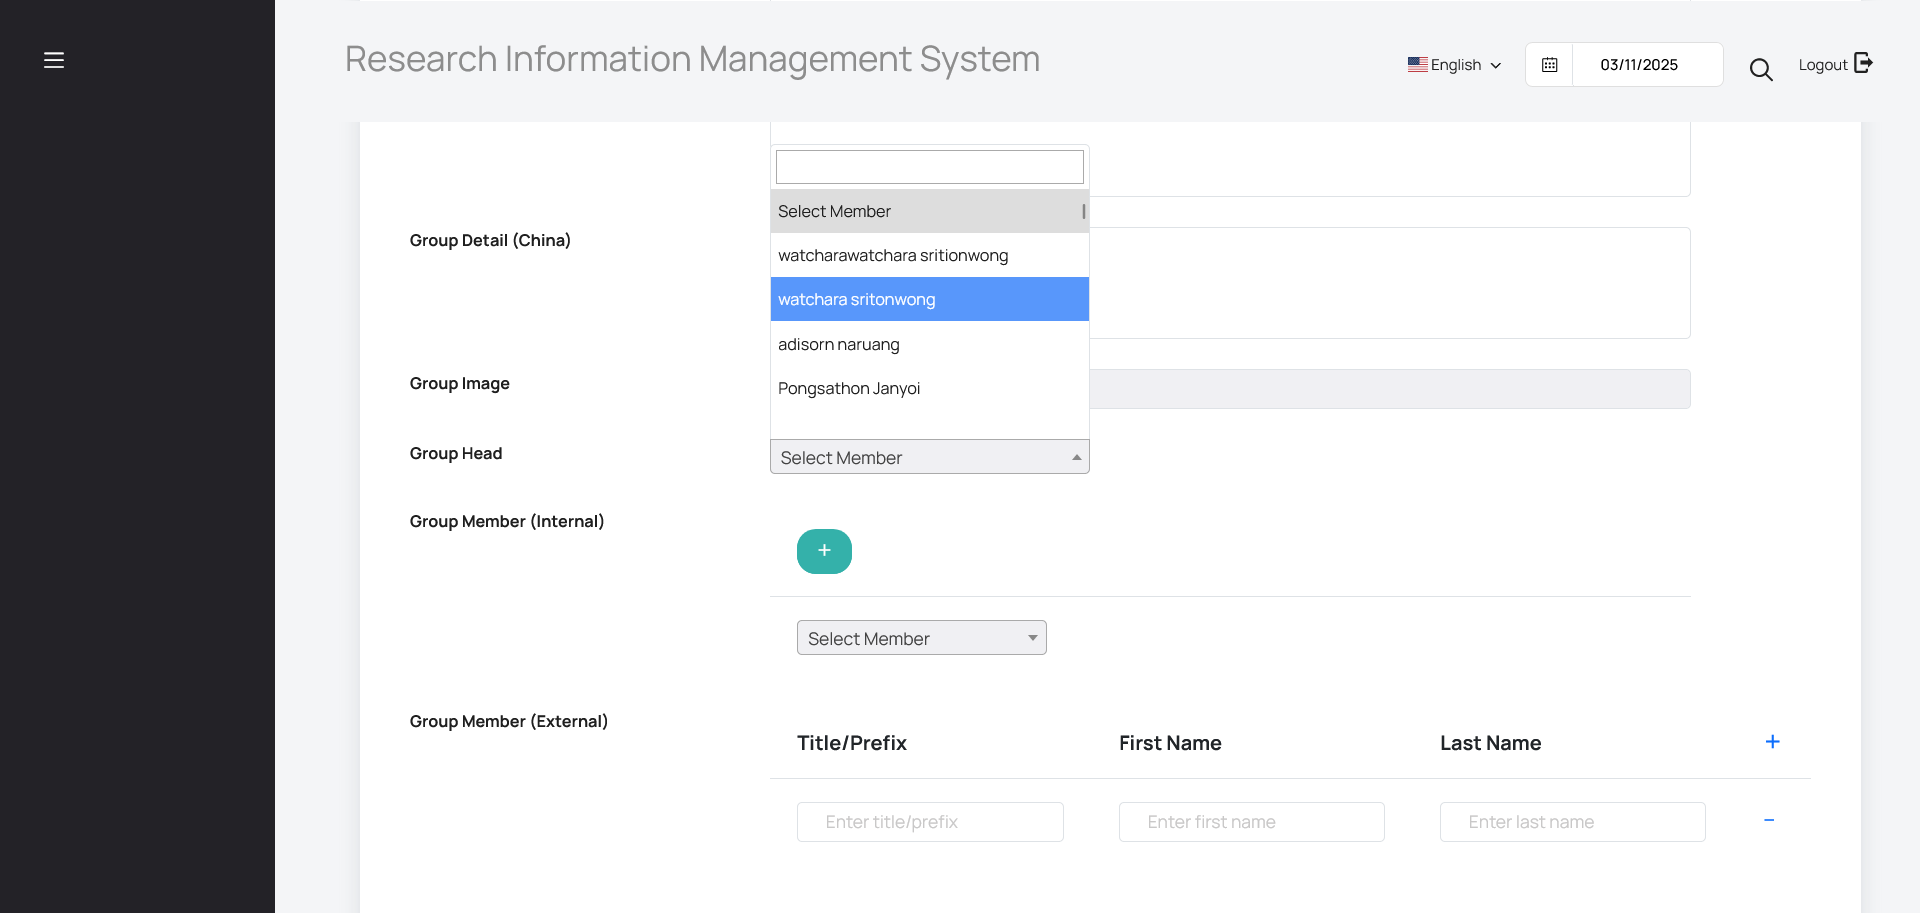 Research Information Management System
English
03/11/2025
Logout
Select Member
watcharawatchara sritionwong
Group Detail (China)
watchara sritonwong
adisorn naruang
Group Image
Pongsathon Janyoi
Group Head
Select Member
Group Member (Internal)
+
Select Member
Group Member (External)
Title/Prefix First Name Last Name +
Enter title/prefix Enter first name Enter last name −